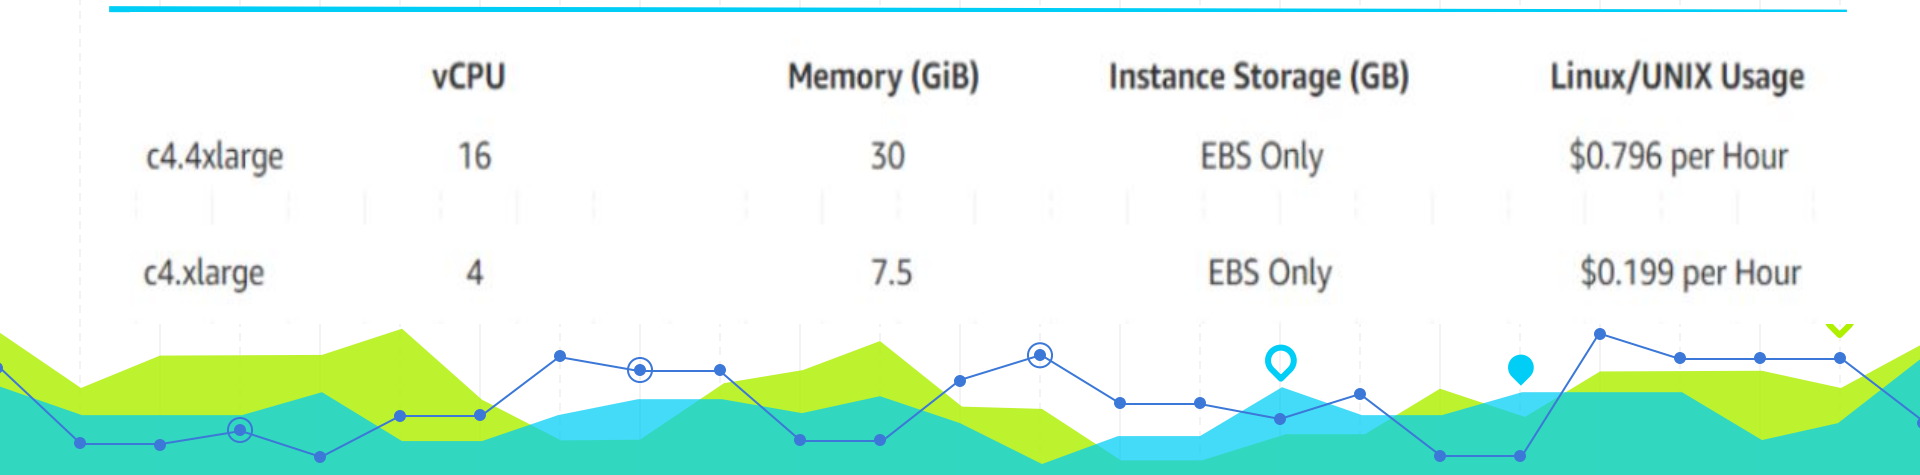 vCPU Memory (GiB) Instance Storage (GB) Linux/UNIX Usage
c4.4xlarge 16 30 EBS Only $0.796 per Hour
c4.xlarge 4 7.5 EBS Only $0.199 per Hour